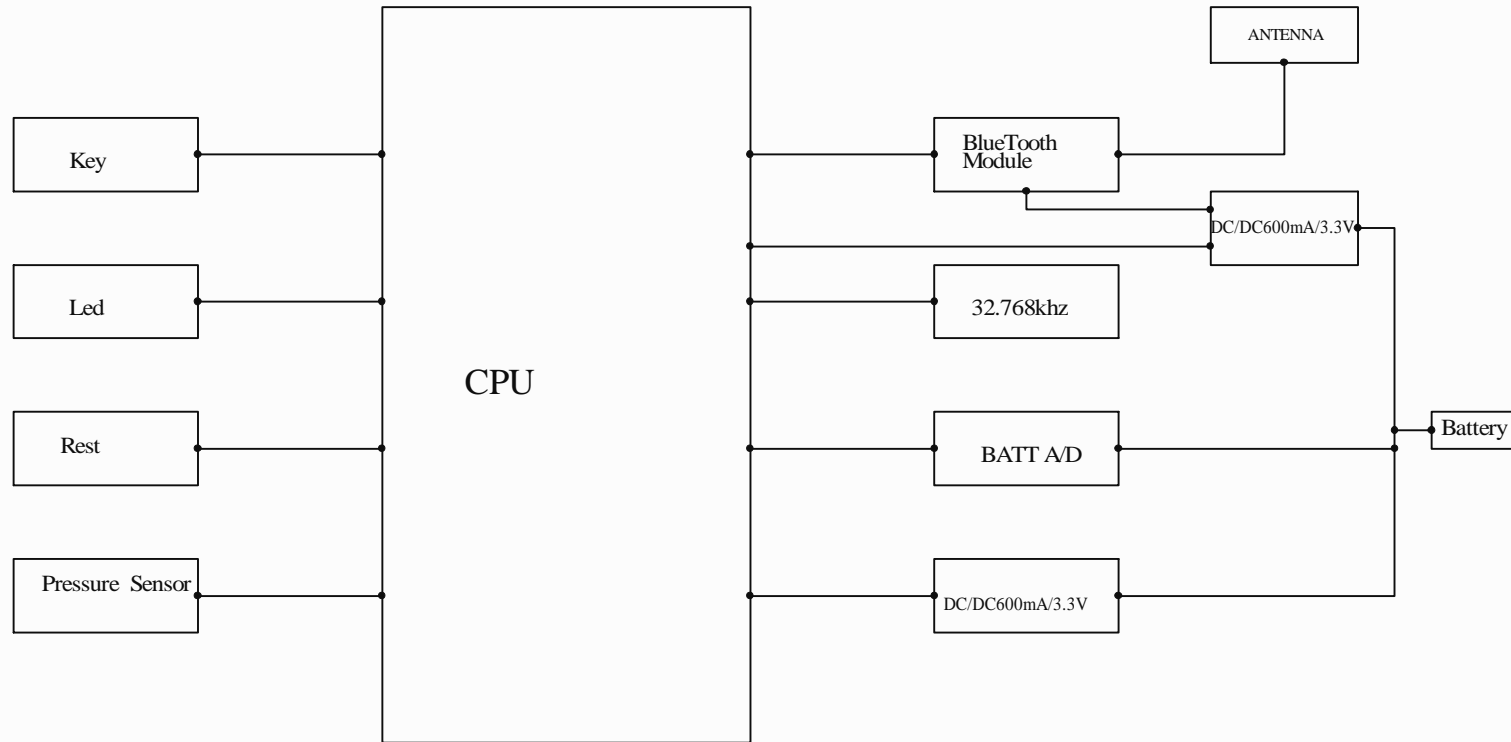 ANTENNA
Key
BlueTooth
Module
DC/DC600mA/3.3V
Led
32.768khz
CPU
Rest
BATT A/D
Battery
Pressure Sensor
DC/DC600mA/3.3V